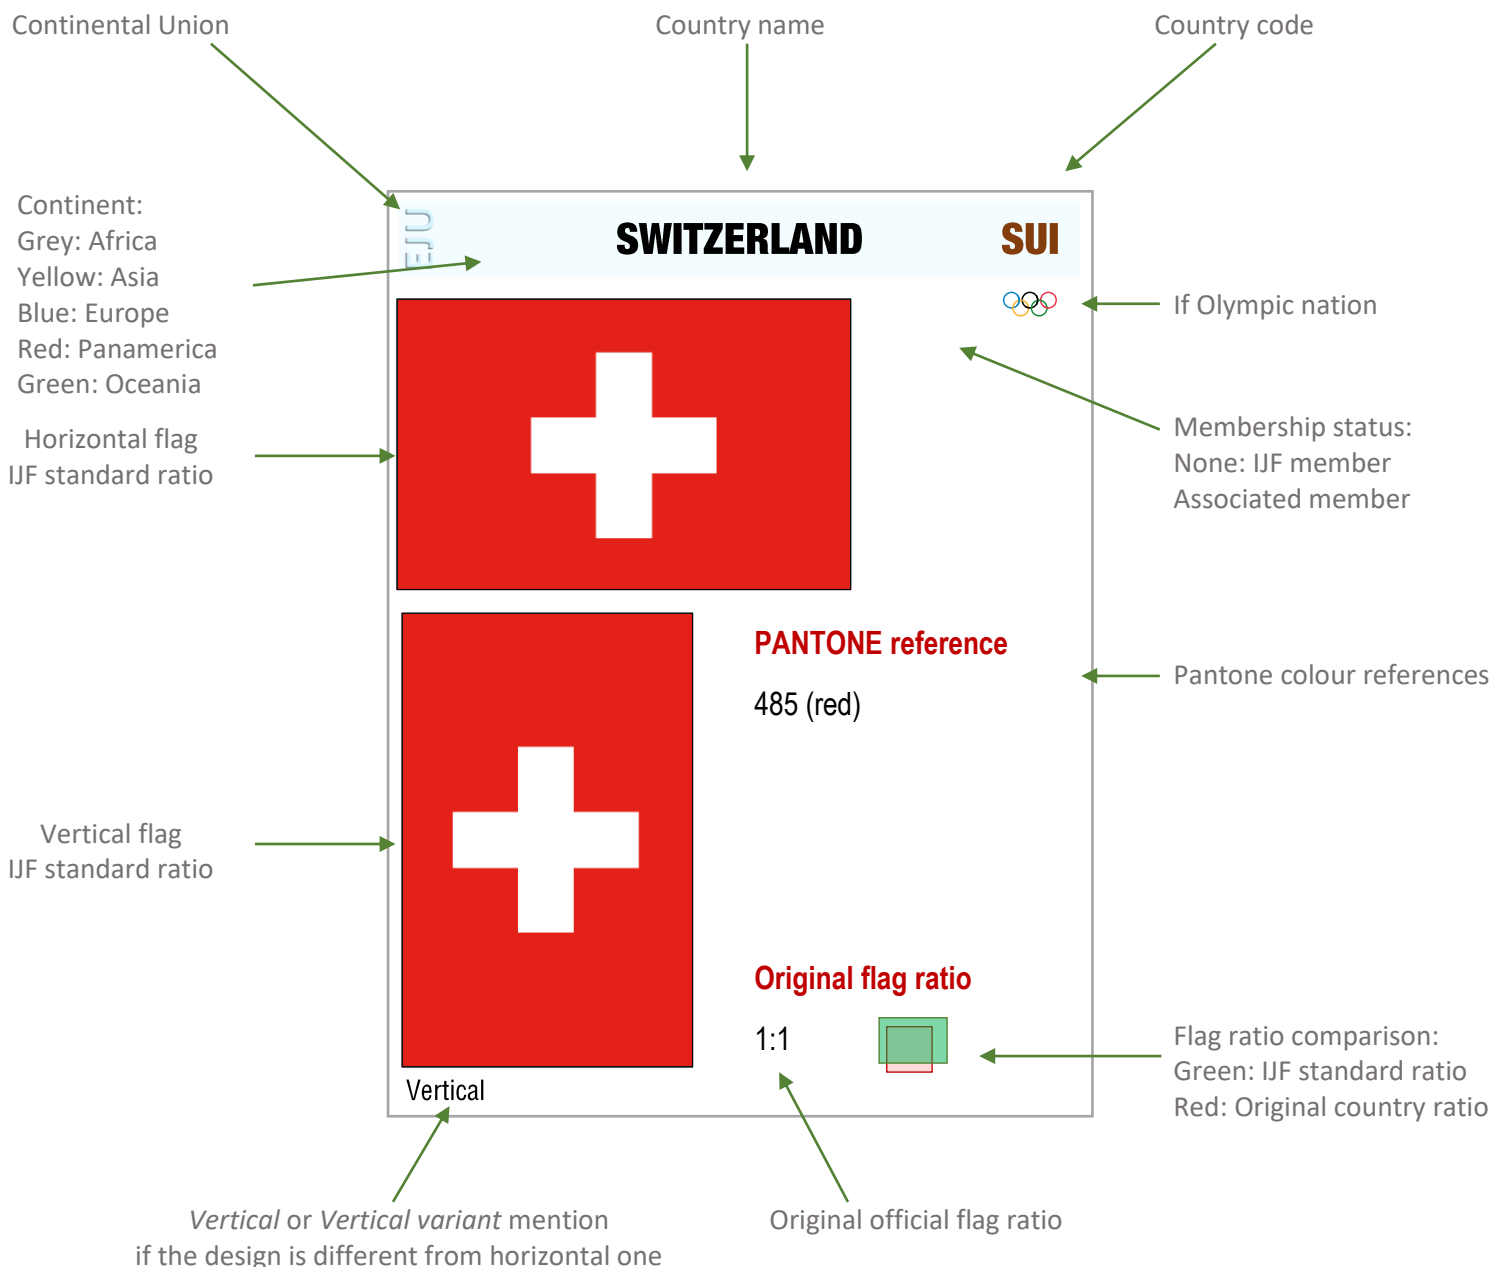 Continental Union
Country name
Country code
Continent:
Grey: Africa
Yellow: Asia
Blue: Europe
Red: Panamerica
Green: Oceania
EJU
SWITZERLAND
SUI
If Olympic nation
Horizontal flag
IJF standard ratio
Membership status:
None: IJF member
Associated member
PANTONE reference
485 (red)
Pantone colour references
Vertical flag
IJF standard ratio
Original flag ratio
1:1
Flag ratio comparison:
Green: IJF standard ratio
Red: Original country ratio
Vertical
Vertical or Vertical variant mention
if the design is different from horizontal one
Original official flag ratio